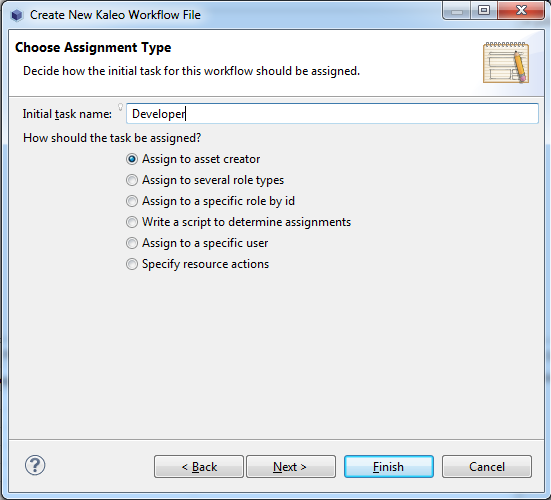 Create New Kaleo Workflow File
Choose Assignment Type
Decide how the initial task for this workflow should be assigned.
Initial task name: Developer
How should the task be assigned?
Assign to asset creator
Assign to several role types
Assign to a specific role by id
Write a script to determine assignments
Assign to a specific user
Specify resource actions
? < Back Next > Finish Cancel